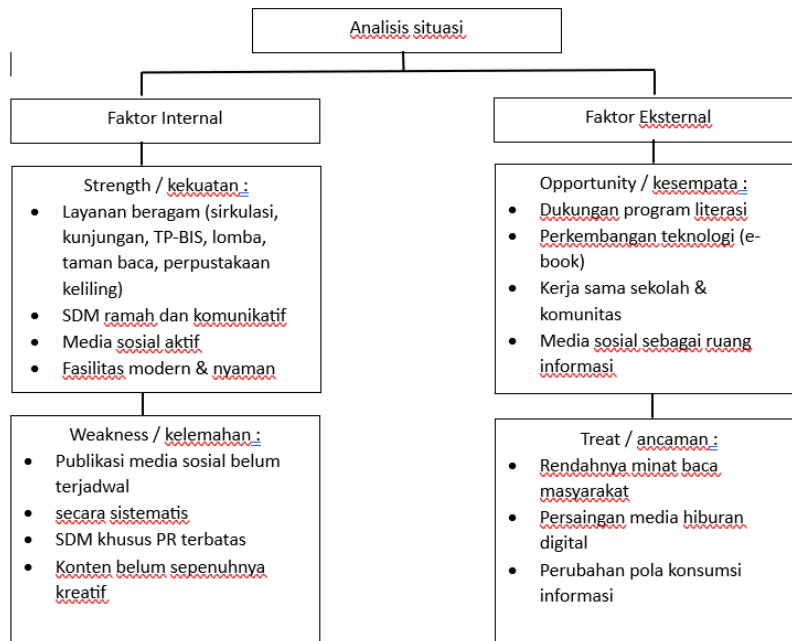 Analisis situasi
Faktor Internal
Strength / kekuatan :
• Layanan beragam (sirkulasi,
kunjungan, TP-BIS, lomba,
taman baca, perpustakaan
keliling)
• SDM ramah dan komunikatif
• Media sosial aktif
• Fasilitas modern & nyaman
Weakness / kelemahan :
• Publikasi media sosial belum
terjadwal
• secara sistematis
• SDM khusus PR terbatas
• Konten belum sepenuhnya
kreatif
Faktor Eksternal
Opportunity / kesempata :
• Dukungan program literasi
• Perkembangan teknologi (e-
book)
• Kerja sama sekolah &
komunitas
• Media sosial sebagai ruang
informasi
Treat / ancaman :
• Rendahnya minat baca
masyarakat
• Persaingan media hiburan
digital
• Perubahan pola konsumsi
informasi